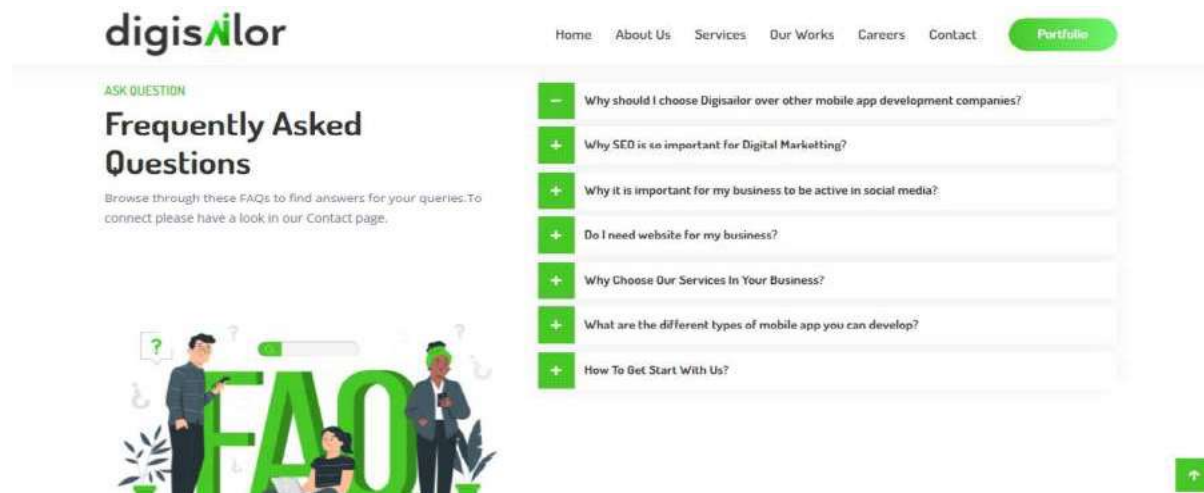 digisailor
Home About Us Services Our Works Careers Contact Portfolio
ASK QUESTION
Frequently Asked
Questions
Browse through these FAQs to find answers for your queries.To
connect please have a look in our Contact page.
Why should I choose Digisailor over other mobile app development companies?
Why SEO is so important for Digital Marketting?
Why it is important for my business to be active in social media?
Do I need website for my business?
Why Choose Our Services In Your Business?
What are the different types of mobile app you can develop?
How To Get Start With Us?
FAQ